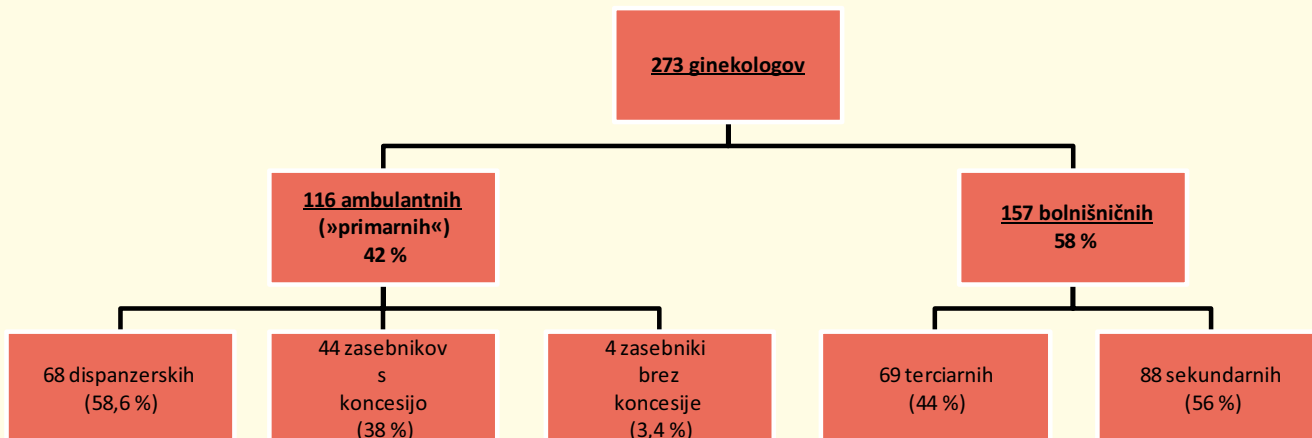 273 ginekologov
116 ambulantnih
(»primarnih«)
42 %
157 bolnišničnih
58 %
68 dispanzerskih
(58,6 %)
44 zasebnikov
s
koncesijo
(38 %)
4 zasebniki
brez
koncesije
(3,4 %)
69 terciarnih
(44 %)
88 sekundarnih
(56 %)